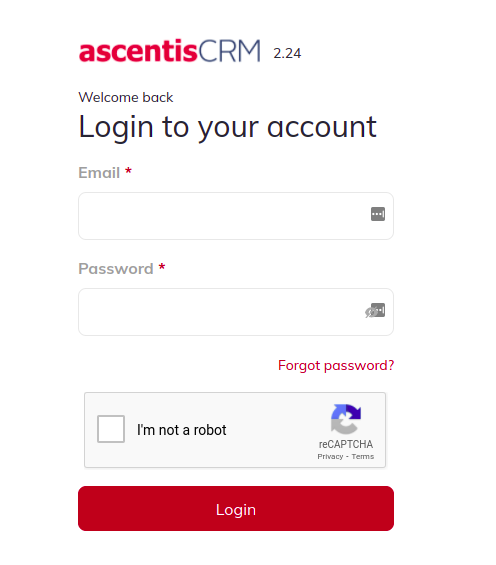 ascentisCRM 2.24
Welcome back
Login to your account
Email *
Password *
Forgot password?
I'm not a robot
reCAPTCHA
Privacy - Terms
Login